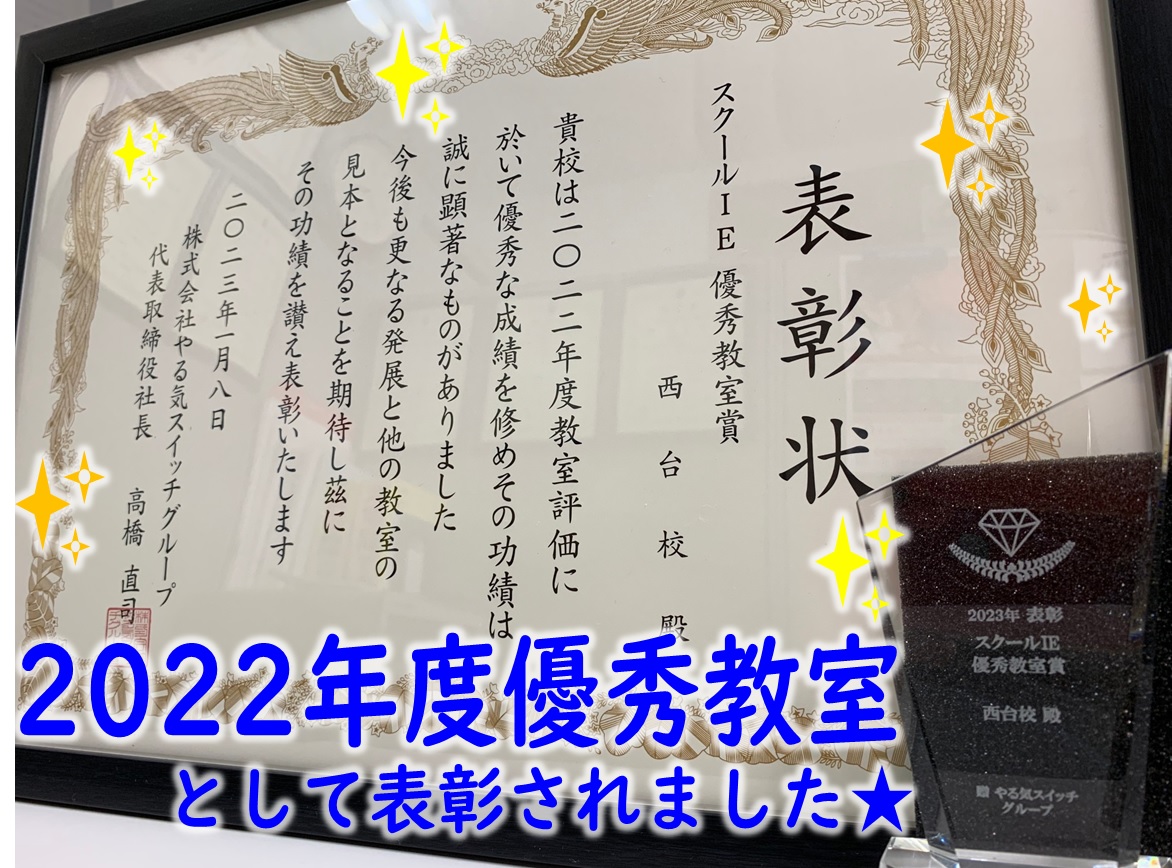 表彰状
スクールIE 優秀教室賞
西台校殿
貴校は二〇二二年度教室評価に
於いて優秀な成績を修めその功績は
誠に顕著なものがありました
今後も更なる発展と他の教室の
見本となることを期待し茲に
その功績を讃え表彰いたします
二〇二三年一月八日
株式会社やる気スイッチグループ
代表取締役社長 高橋 直司
2023年 表彰
スクールIE
優秀教室賞
西台校 殿
贈 やる気スイッチ
グループ
2022年度優秀教室
として表彰されました★